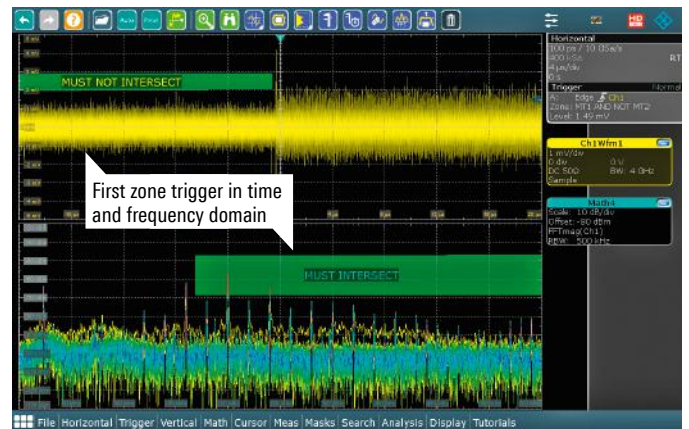 Auto
HD
Horizontal
100 ps / 10 GSa/s
400 kSa
RT
4 µs/div
0 s
Trigger
Normal
A: Edge Ch1
Zone: MT1 AND NOT MT2
Level: 1.49 mV
MUST NOT INTERSECT
Ch1Wfm1
1 mV/div
0 div
0 V
DC 50Ω
BW: 4 GHz
Sample
First zone trigger in time
and frequency domain
Math4
Scale: 10 dB/div
Offset: -80 dBm
FFTmag(Ch1)
RBW: 500 kHz
MUST INTERSECT
File Horizontal Trigger Vertical Math Cursor Meas Masks Search Analysis Display Tutorials